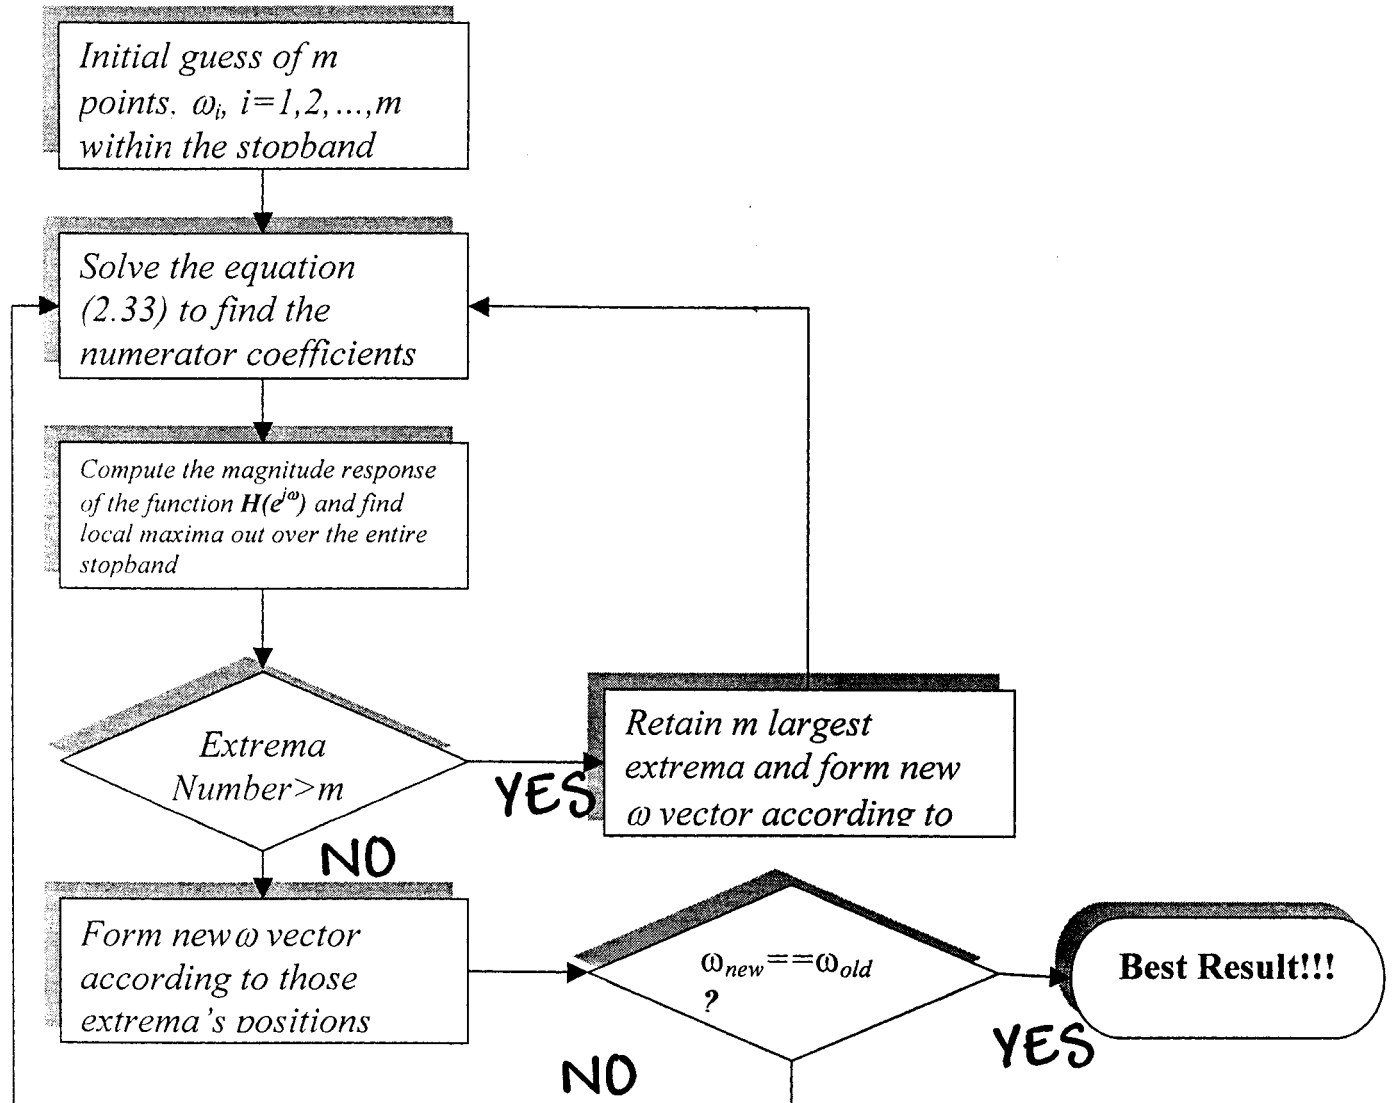 Initial guess of m
points, ωi, i=1,2,...,m
within the stopband
Solve the equation
(2.33) to find the
numerator coefficients
Compute the magnitude response
of the function H(e^jω) and find
local maxima out over the entire
stopband
Extrema
Number>m
YES
Retain m largest
extrema and form new
ω vector according to
NO
Form new ω vector
according to those
extrema's positions
ωnew==ωold
?
YES
Best Result!!!
NO